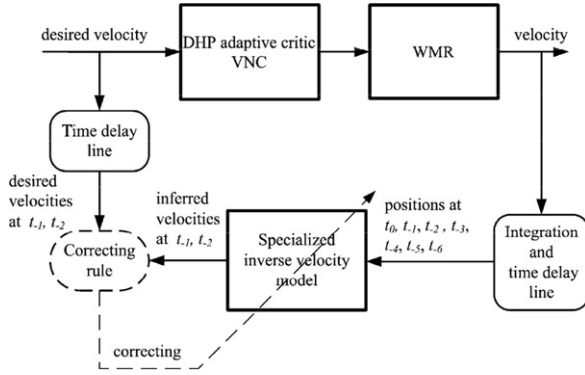 desired velocity
DHP adaptive critic
VNC
WMR
velocity
Time delay
line
desired
velocities
at t-1, t-2
inferred
velocities
at t-1, t-2
positions at
t0, t-1, t-2 , t-3,
t-4, t-5, t-6
Correcting
rule
Specialized
inverse velocity
model
Integration
and
time delay
line
correcting